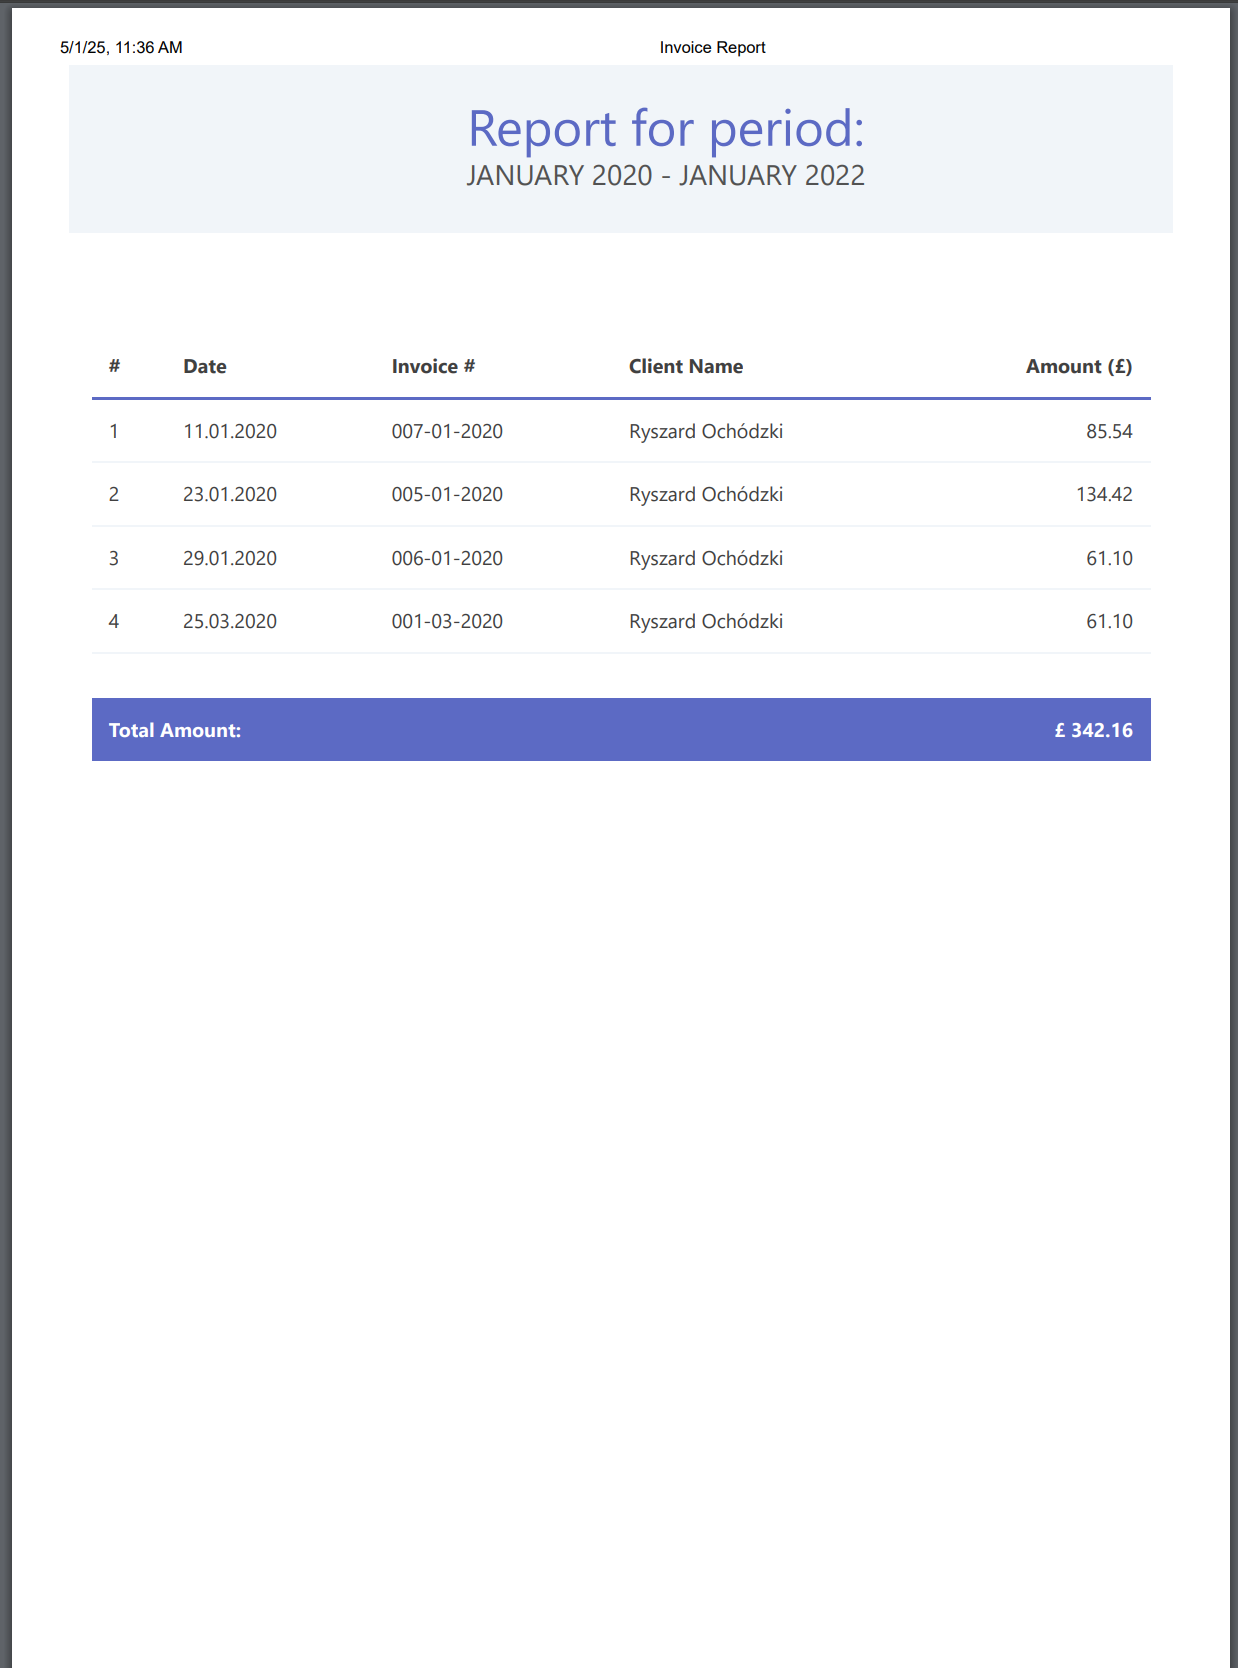 5/1/25, 11:36 AM Invoice Report
Report for period:
JANUARY 2020 - JANUARY 2022
# Date Invoice # Client Name Amount (£)
1 11.01.2020 007-01-2020 Ryszard Ochódzki 85.54
2 23.01.2020 005-01-2020 Ryszard Ochódzki 134.42
3 29.01.2020 006-01-2020 Ryszard Ochódzki 61.10
4 25.03.2020 001-03-2020 Ryszard Ochódzki 61.10
Total Amount: £ 342.16